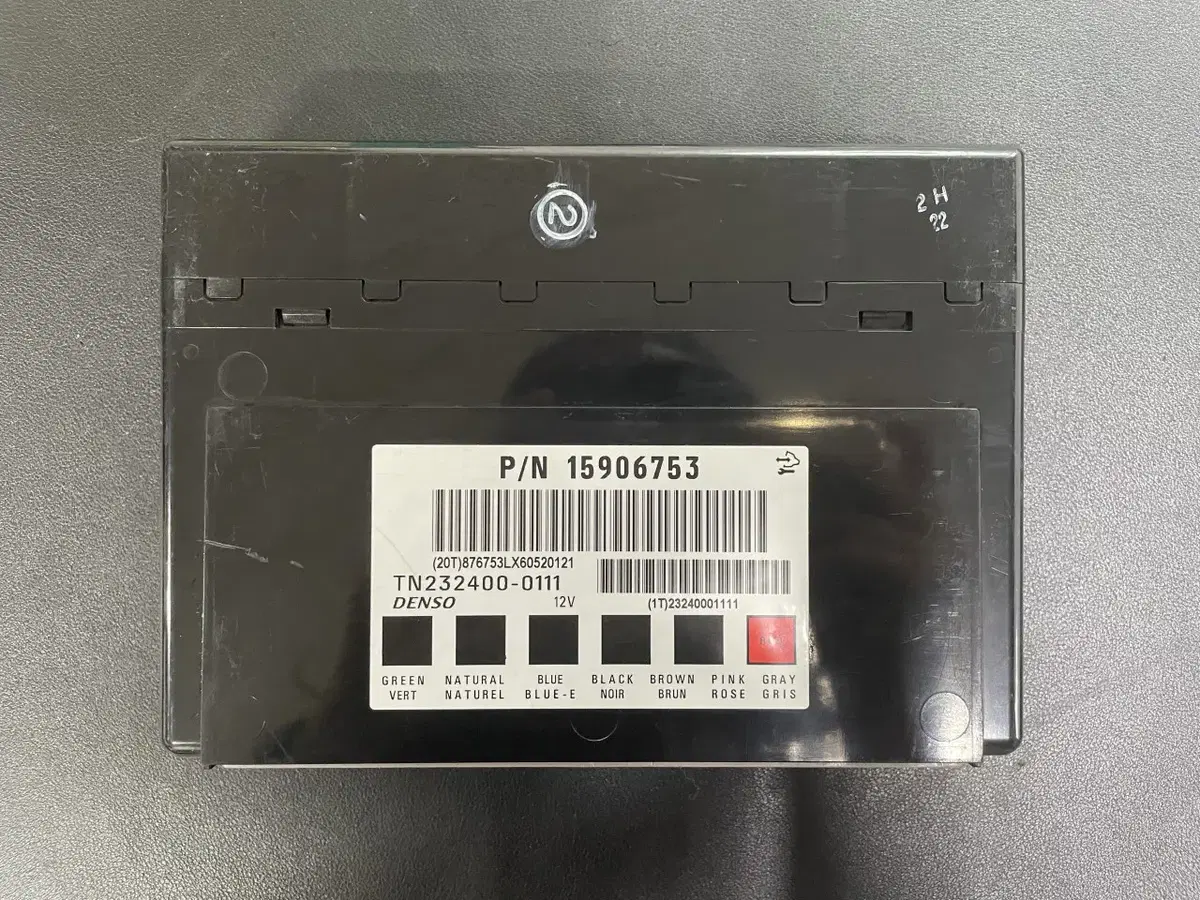 2
2 H
22
P/N 15906753
(20T)876753LX60520121
TN232400-0111
DENSO 12V (1T)23240001111
GREEN NATURAL BLUE BLACK BROWN PINK GRAY
VERT NATUREL BLUE-E NOIR BRUN ROSE GRIS